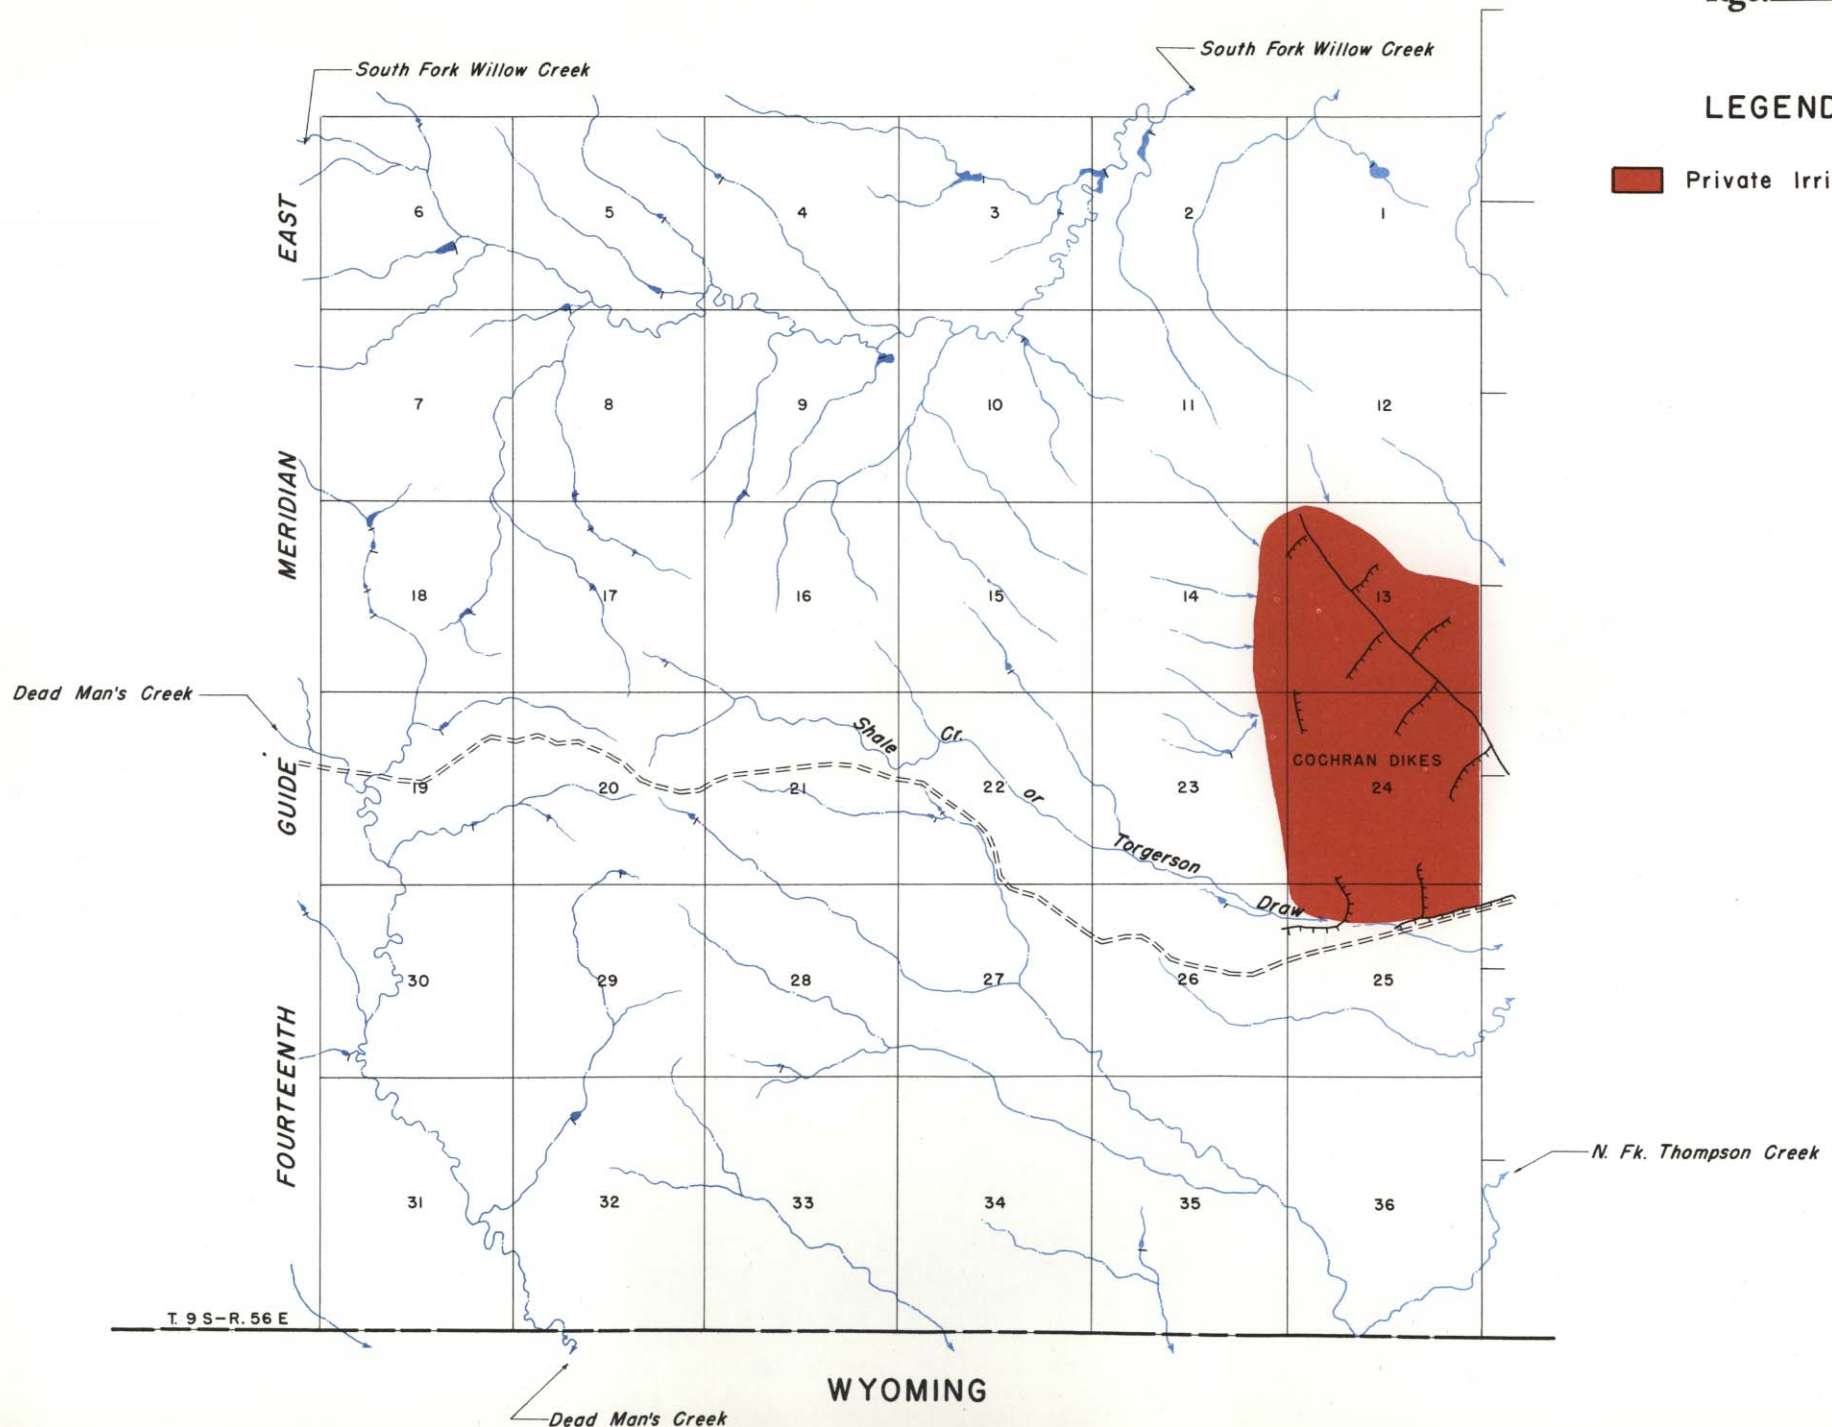 South Fork Willow Creek
South Fork Willow Creek
LEGEND
Private Irri
EAST
6 5 4 3 2 1
MERIDIAN
7 8 9 10 11 12
18 17 16 15 14 13
Dead Man's Creek
GUIDE
Shale Cr. or Torgerson Draw
COCHRAN DIKES
19 20 21 22 23 24
30 29 28 27 26 25
FOURTEENTH
N. Fk. Thompson Creek
31 32 33 34 35 36
T. 9 S–R. 56 E
WYOMING
Dead Man's Creek